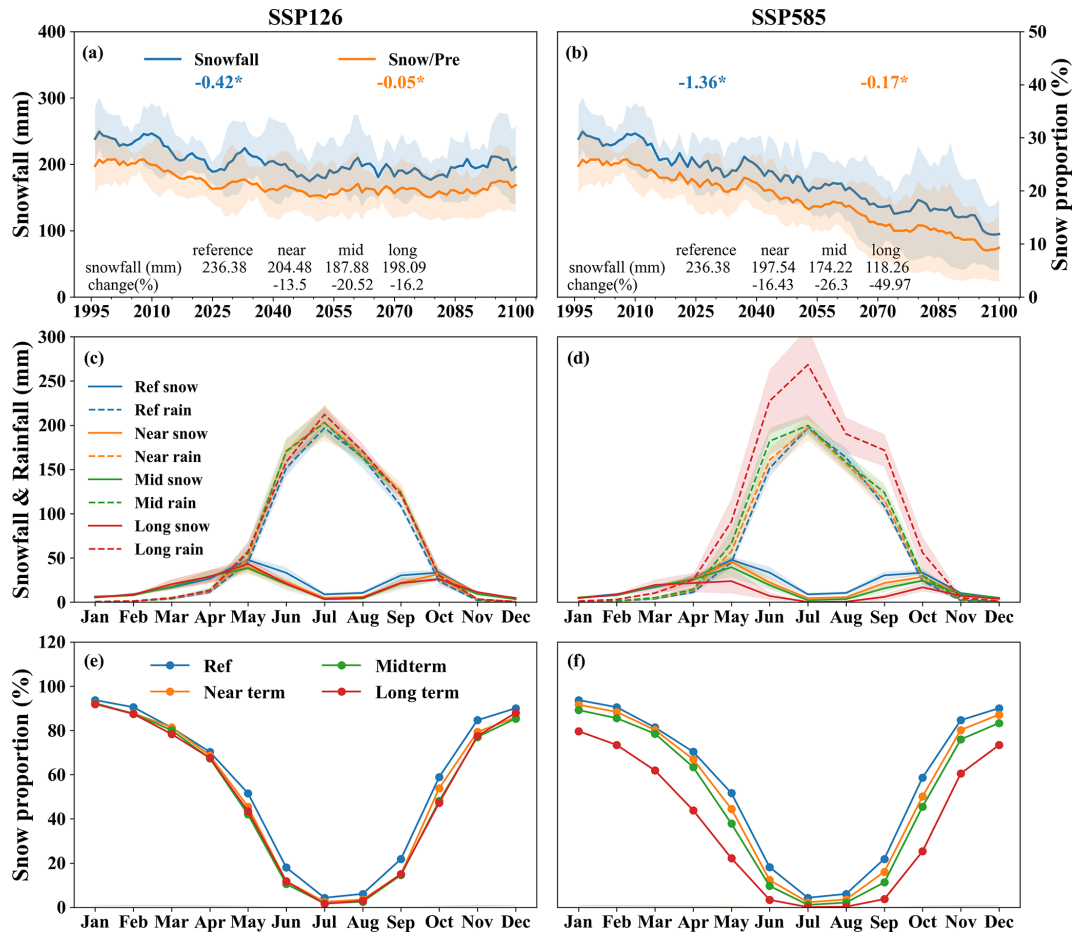 SSP126 SSP585
(a) Snowfall Snow/Pre
-0.42* -0.05*
Snowfall (mm)
400
300
200
100
0
reference near mid long
snowfall (mm) 236.38 204.48 187.88 198.09
change(%) -13.5 -20.52 -16.2
1995 2010 2025 2040 2055 2070 2085 2100
(b)
-1.36* -0.17*
reference near mid long
snowfall (mm) 236.38 197.54 174.22 118.26
change(%) -16.43 -26.3 -49.97
1995 2010 2025 2040 2055 2070 2085 2100
50
40
30
20
10
0
Snow proportion (%)
Snowfall & Rainfall (mm)
300
250
200
150
100
50
0
(c)
Ref snow
Ref rain
Near snow
Near rain
Mid snow
Mid rain
Long snow
Long rain
Jan Feb Mar Apr May Jun Jul Aug Sep Oct Nov Dec
(d)
Jan Feb Mar Apr May Jun Jul Aug Sep Oct Nov Dec
Snow proportion (%)
120
100
80
60
40
20
0
(e) Ref Midterm
Near term Long term
Jan Feb Mar Apr May Jun Jul Aug Sep Oct Nov Dec
(f)
Jan Feb Mar Apr May Jun Jul Aug Sep Oct Nov Dec